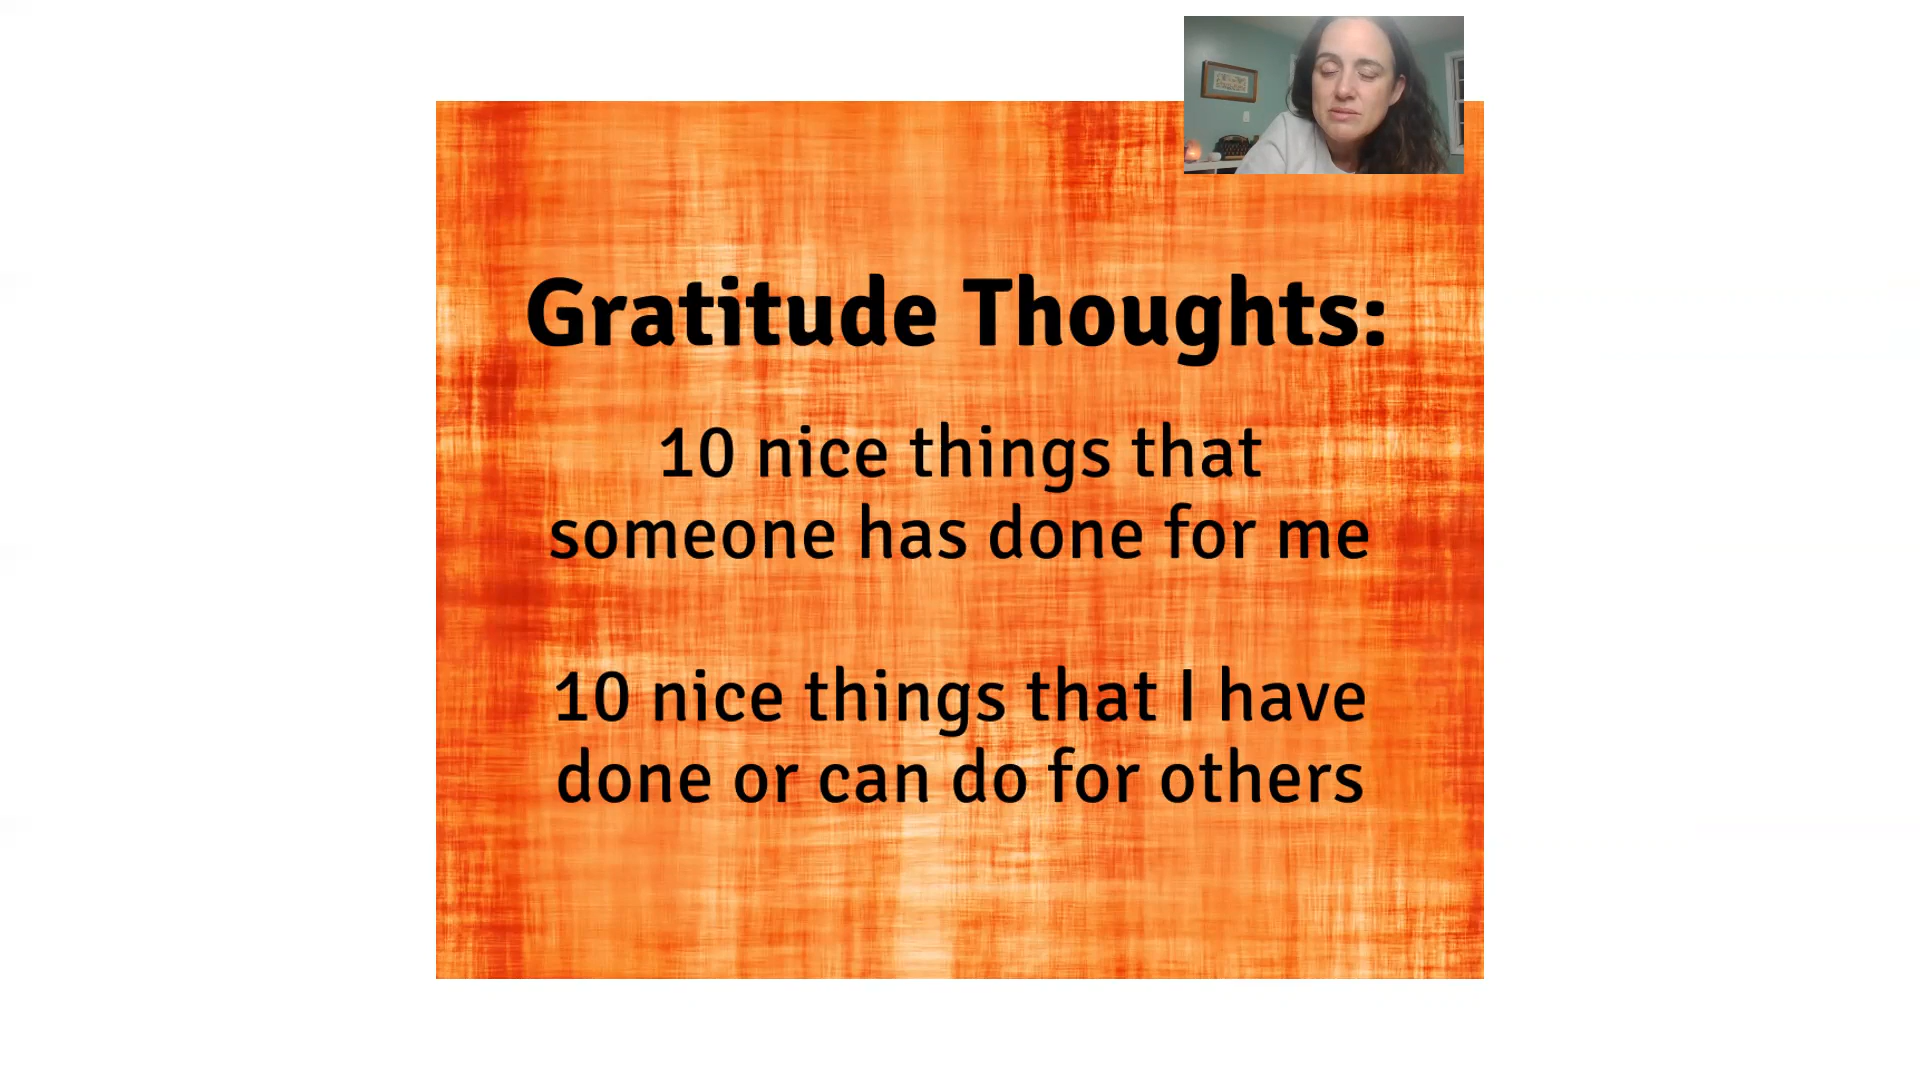 Gratitude Thoughts:
10 nice things that
someone has done for me
10 nice things that I have
done or can do for others